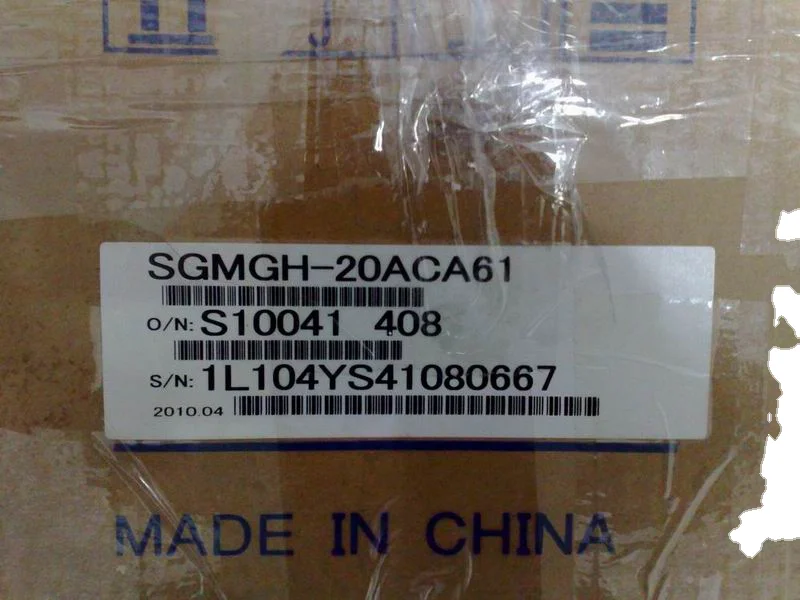 SGMGH-20ACA61
O/N: S10041 408
S/N: 1L104YS41080667
2010.04
MADE IN CHINA